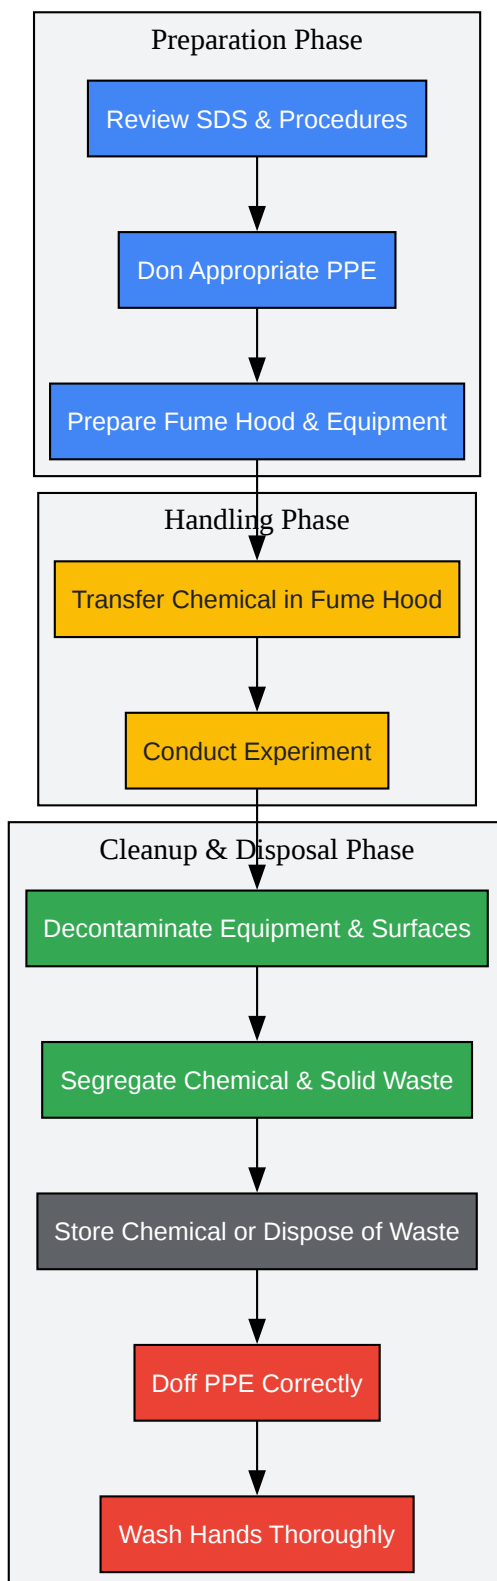 Preparation Phase
Review SDS & Procedures
Don Appropriate PPE
Prepare Fume Hood & Equipment
Handling Phase
Transfer Chemical in Fume Hood
Conduct Experiment
Cleanup & Disposal Phase
Decontaminate Equipment & Surfaces
Segregate Chemical & Solid Waste
Store Chemical or Dispose of Waste
Doff PPE Correctly
Wash Hands Thoroughly